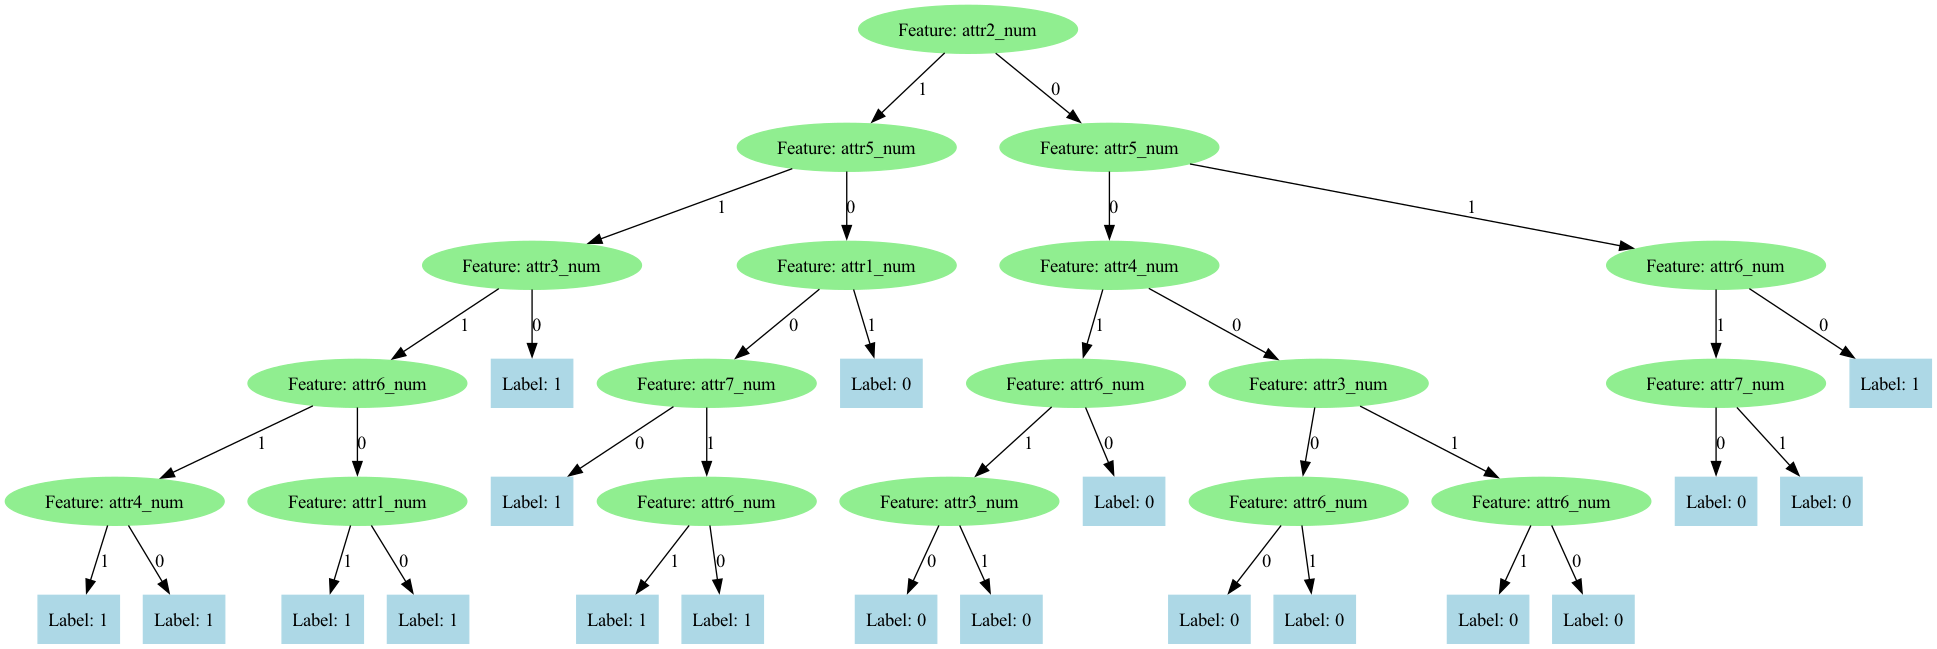 Feature: attr2_num
1
0
Feature: attr5_num
Feature: attr5_num
1
0
0
1
Feature: attr3_num
Feature: attr1_num
Feature: attr4_num
Feature: attr6_num
1
0
0
1
1
0
1
0
Feature: attr6_num
Label: 1
Feature: attr7_num
Label: 0
Feature: attr6_num
Feature: attr3_num
Feature: attr7_num
Label: 1
1
0
0
1
1
0
0
1
0
1
Feature: attr4_num
Feature: attr1_num
Label: 1
Feature: attr6_num
Feature: attr3_num
Label: 0
Feature: attr6_num
Feature: attr6_num
Label: 0
Label: 0
1
0
1
0
1
0
0
1
0
1
1
0
Label: 1
Label: 1
Label: 1
Label: 1
Label: 1
Label: 1
Label: 0
Label: 0
Label: 0
Label: 0
Label: 0
Label: 0